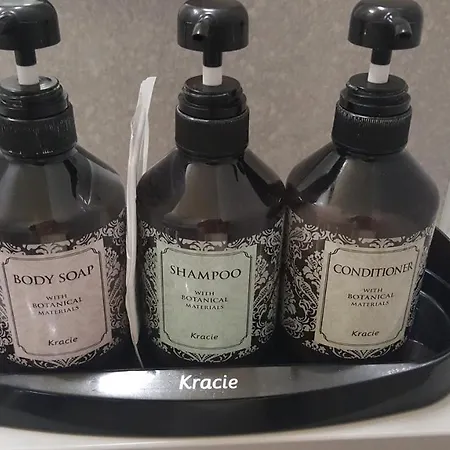 BODY SOAP
WITH
BOTANICAL
MATERIALS
Kracie
SHAMPOO
WITH
BOTANICAL
MATERIALS
Kracie
CONDITIONER
WITH
BOTANICAL
MATERIALS
Kracie
Kracie